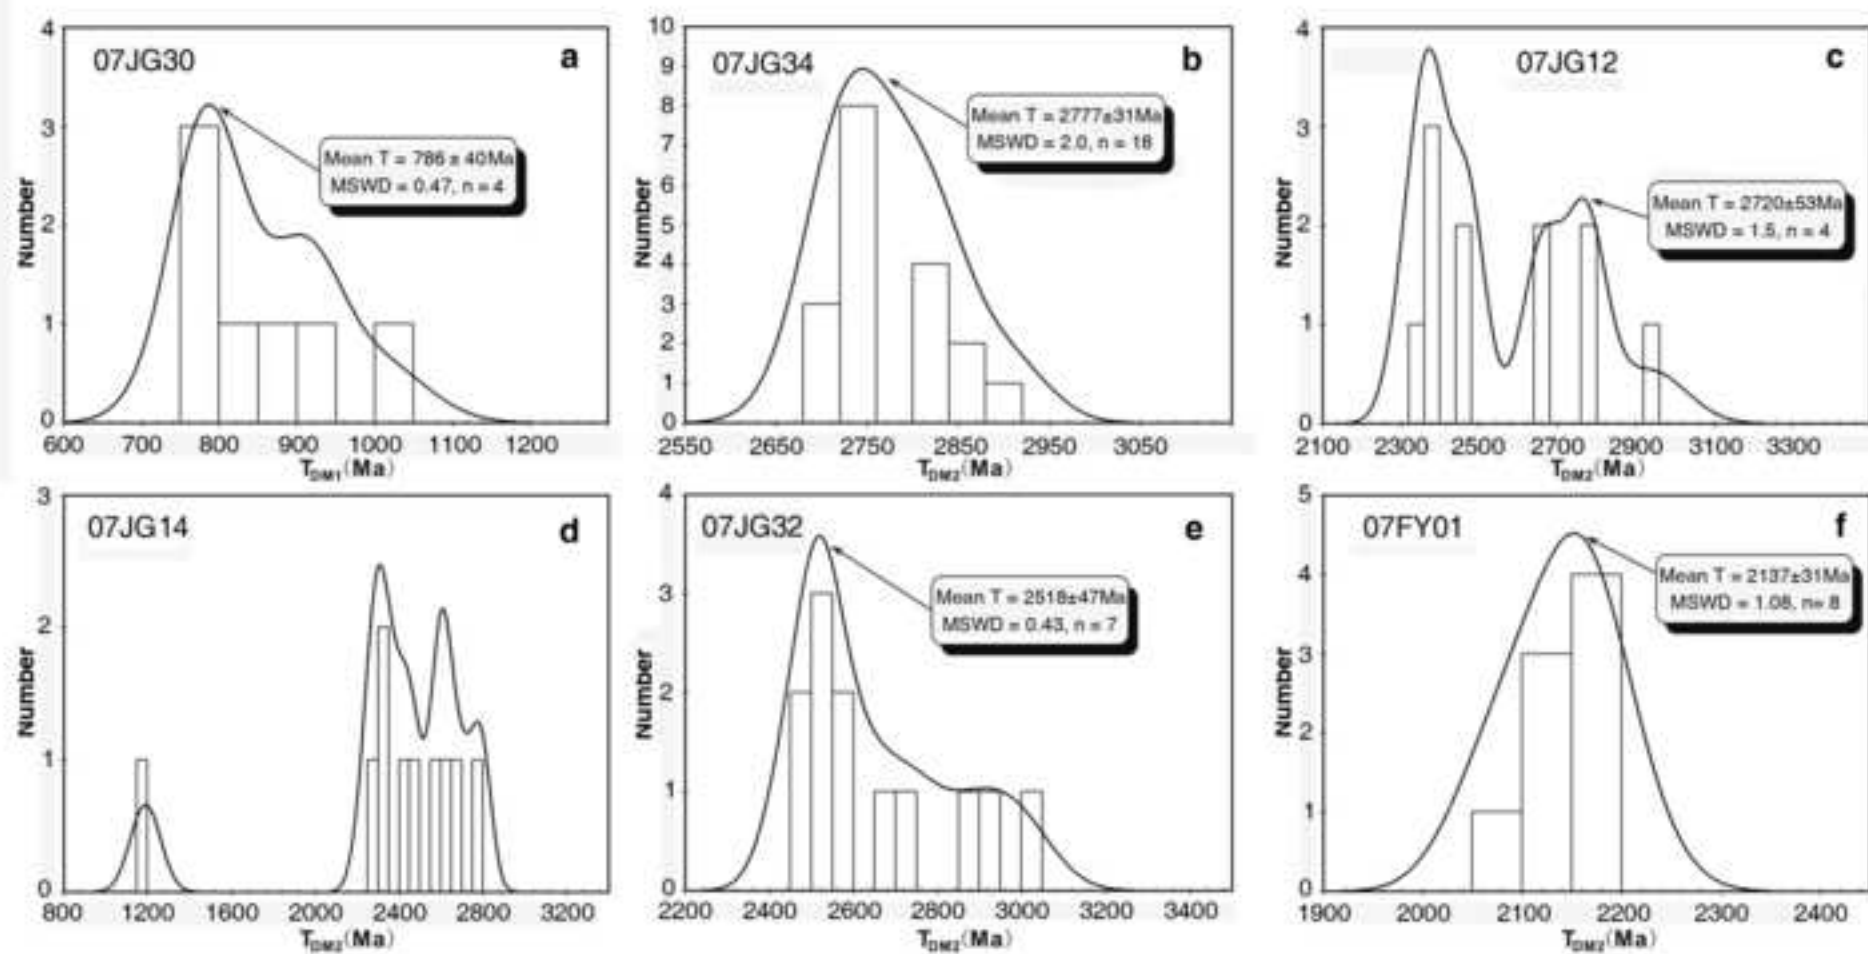 07JG30
a
Mean T = 786 ± 40Ma
MSWD = 0.47, n = 4
Number
0
1
2
3
4
600 700 800 900 1000 1100 1200
TDM1(Ma)
07JG34
b
Mean T = 2777±31Ma
MSWD = 2.0, n = 18
Number
0
1
2
3
4
5
6
7
8
9
10
2550 2650 2750 2850 2950 3050
TDM2(Ma)
07JG12
c
Mean T = 2720±53Ma
MSWD = 1.5, n = 4
Number
0
1
2
3
4
2100 2300 2500 2700 2900 3100 3300
TDM2(Ma)
07JG14
d
Number
0
1
2
3
800 1200 1600 2000 2400 2800 3200
TDM2(Ma)
07JG32
e
Mean T = 2518±47Ma
MSWD = 0.43, n = 7
Number
0
1
2
3
4
2200 2400 2600 2800 3000 3200 3400
TDM2(Ma)
07FY01
f
Mean T = 2137±31Ma
MSWD = 1.08, n= 8
Number
0
1
2
3
4
5
1900 2000 2100 2200 2300 2400
TDM2(Ma)